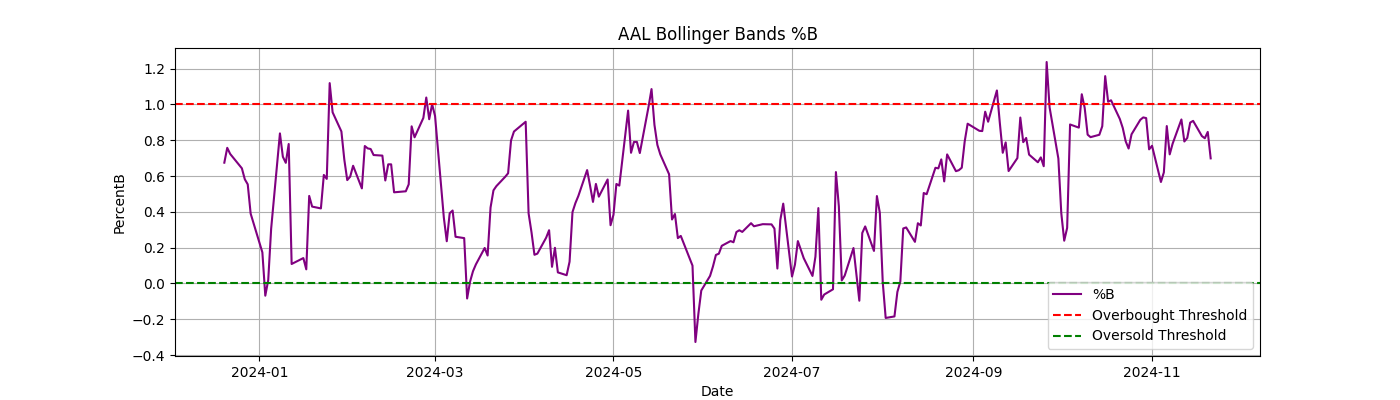 AAL Bollinger Bands %B
PercentB
1.2
1.0
0.8
0.6
0.4
0.2
0.0
−0.2
−0.4
2024-01
2024-03
2024-05
2024-07
2024-09
2024-11
Date
%B
Overbought Threshold
Oversold Threshold